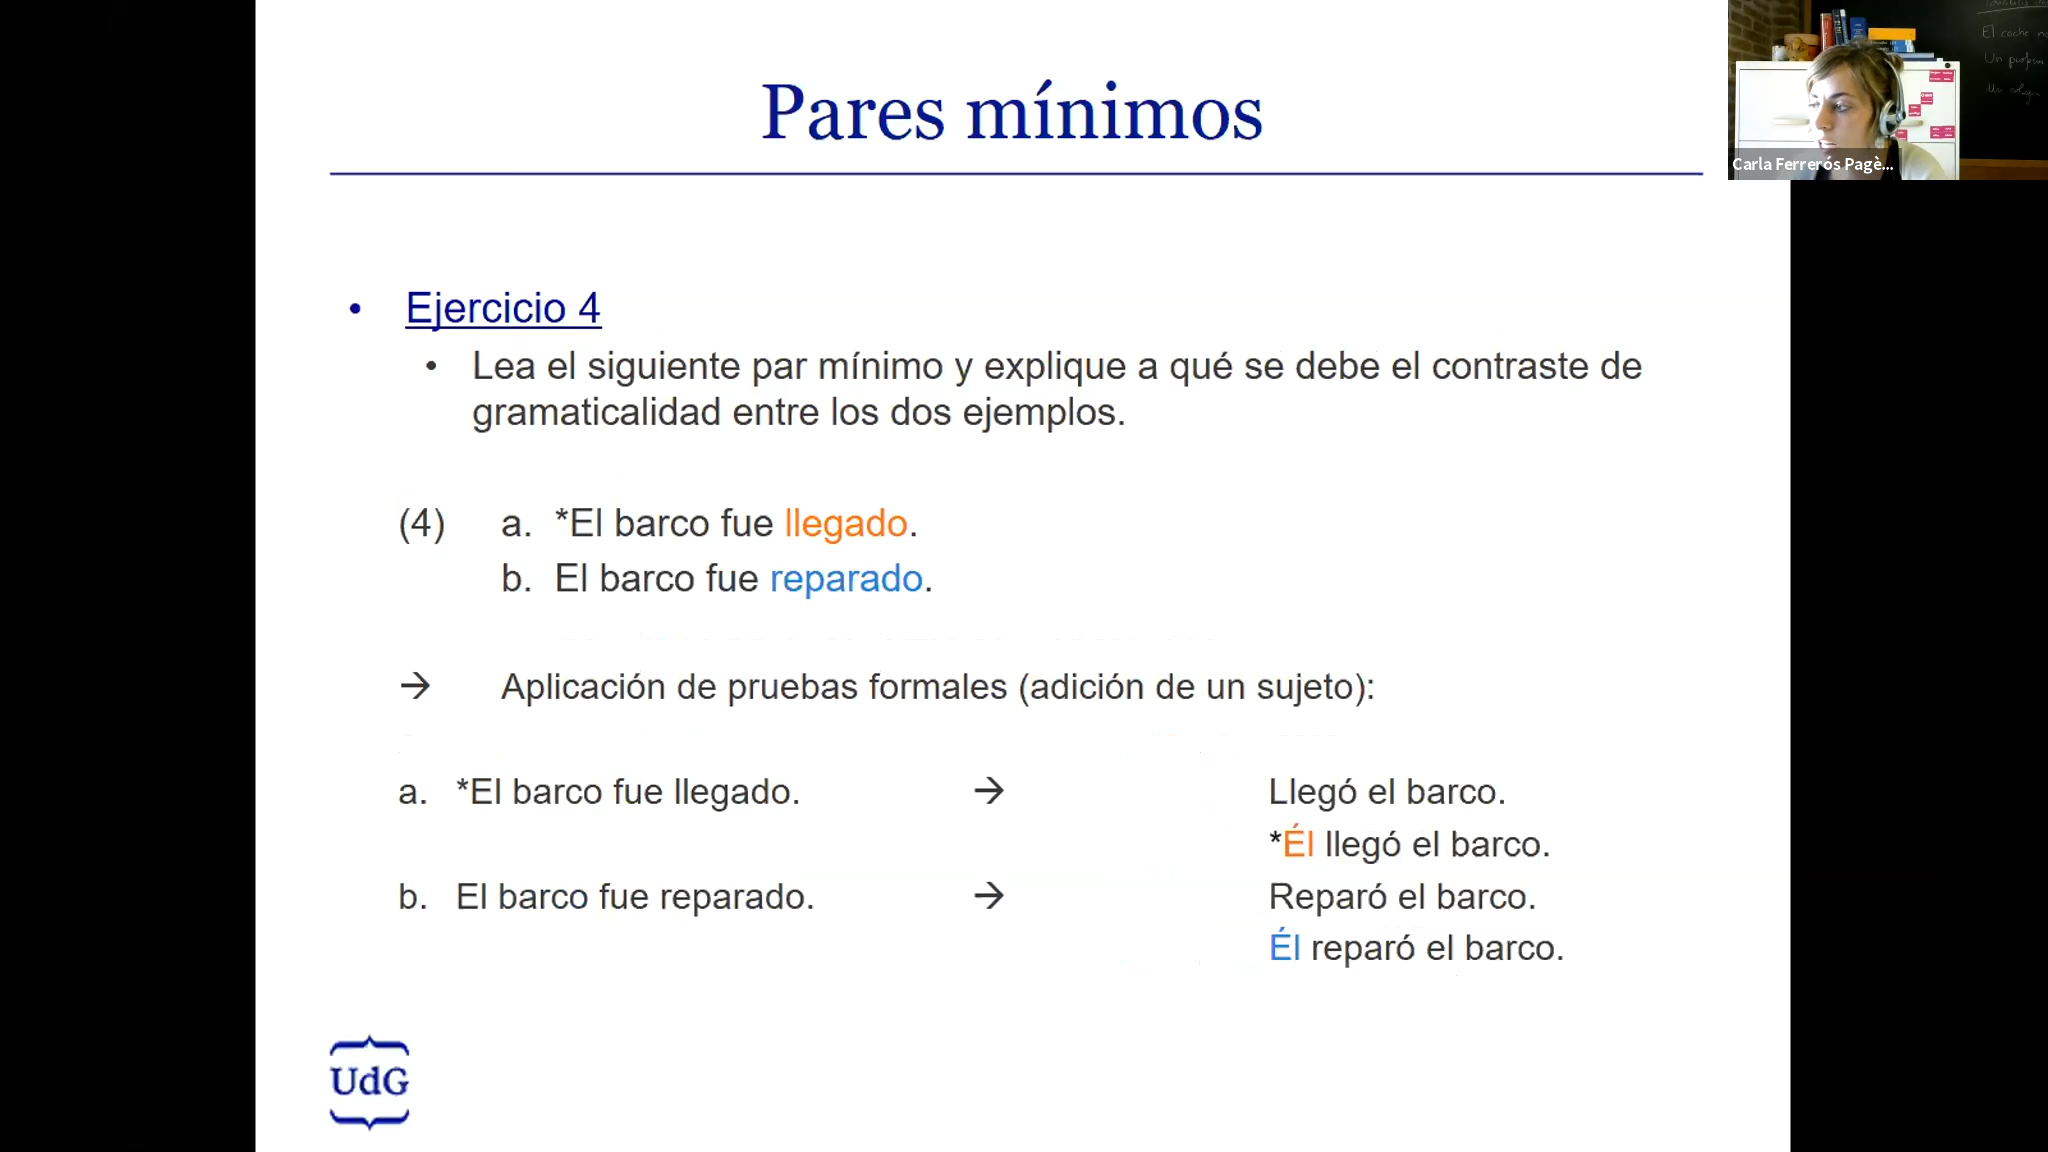 Pares mínimos
Carla Ferrerós Pagè...
El coche
Un
• Ejercicio 4
• Lea el siguiente par mínimo y explique a qué se debe el contraste de
gramaticalidad entre los dos ejemplos.
(4) a. *El barco fue llegado.
b. El barco fue reparado.
→ Aplicación de pruebas formales (adición de un sujeto):
a. *El barco fue llegado. → Llegó el barco.
*Él llegó el barco.
b. El barco fue reparado. → Reparó el barco.
Él reparó el barco.
UdG